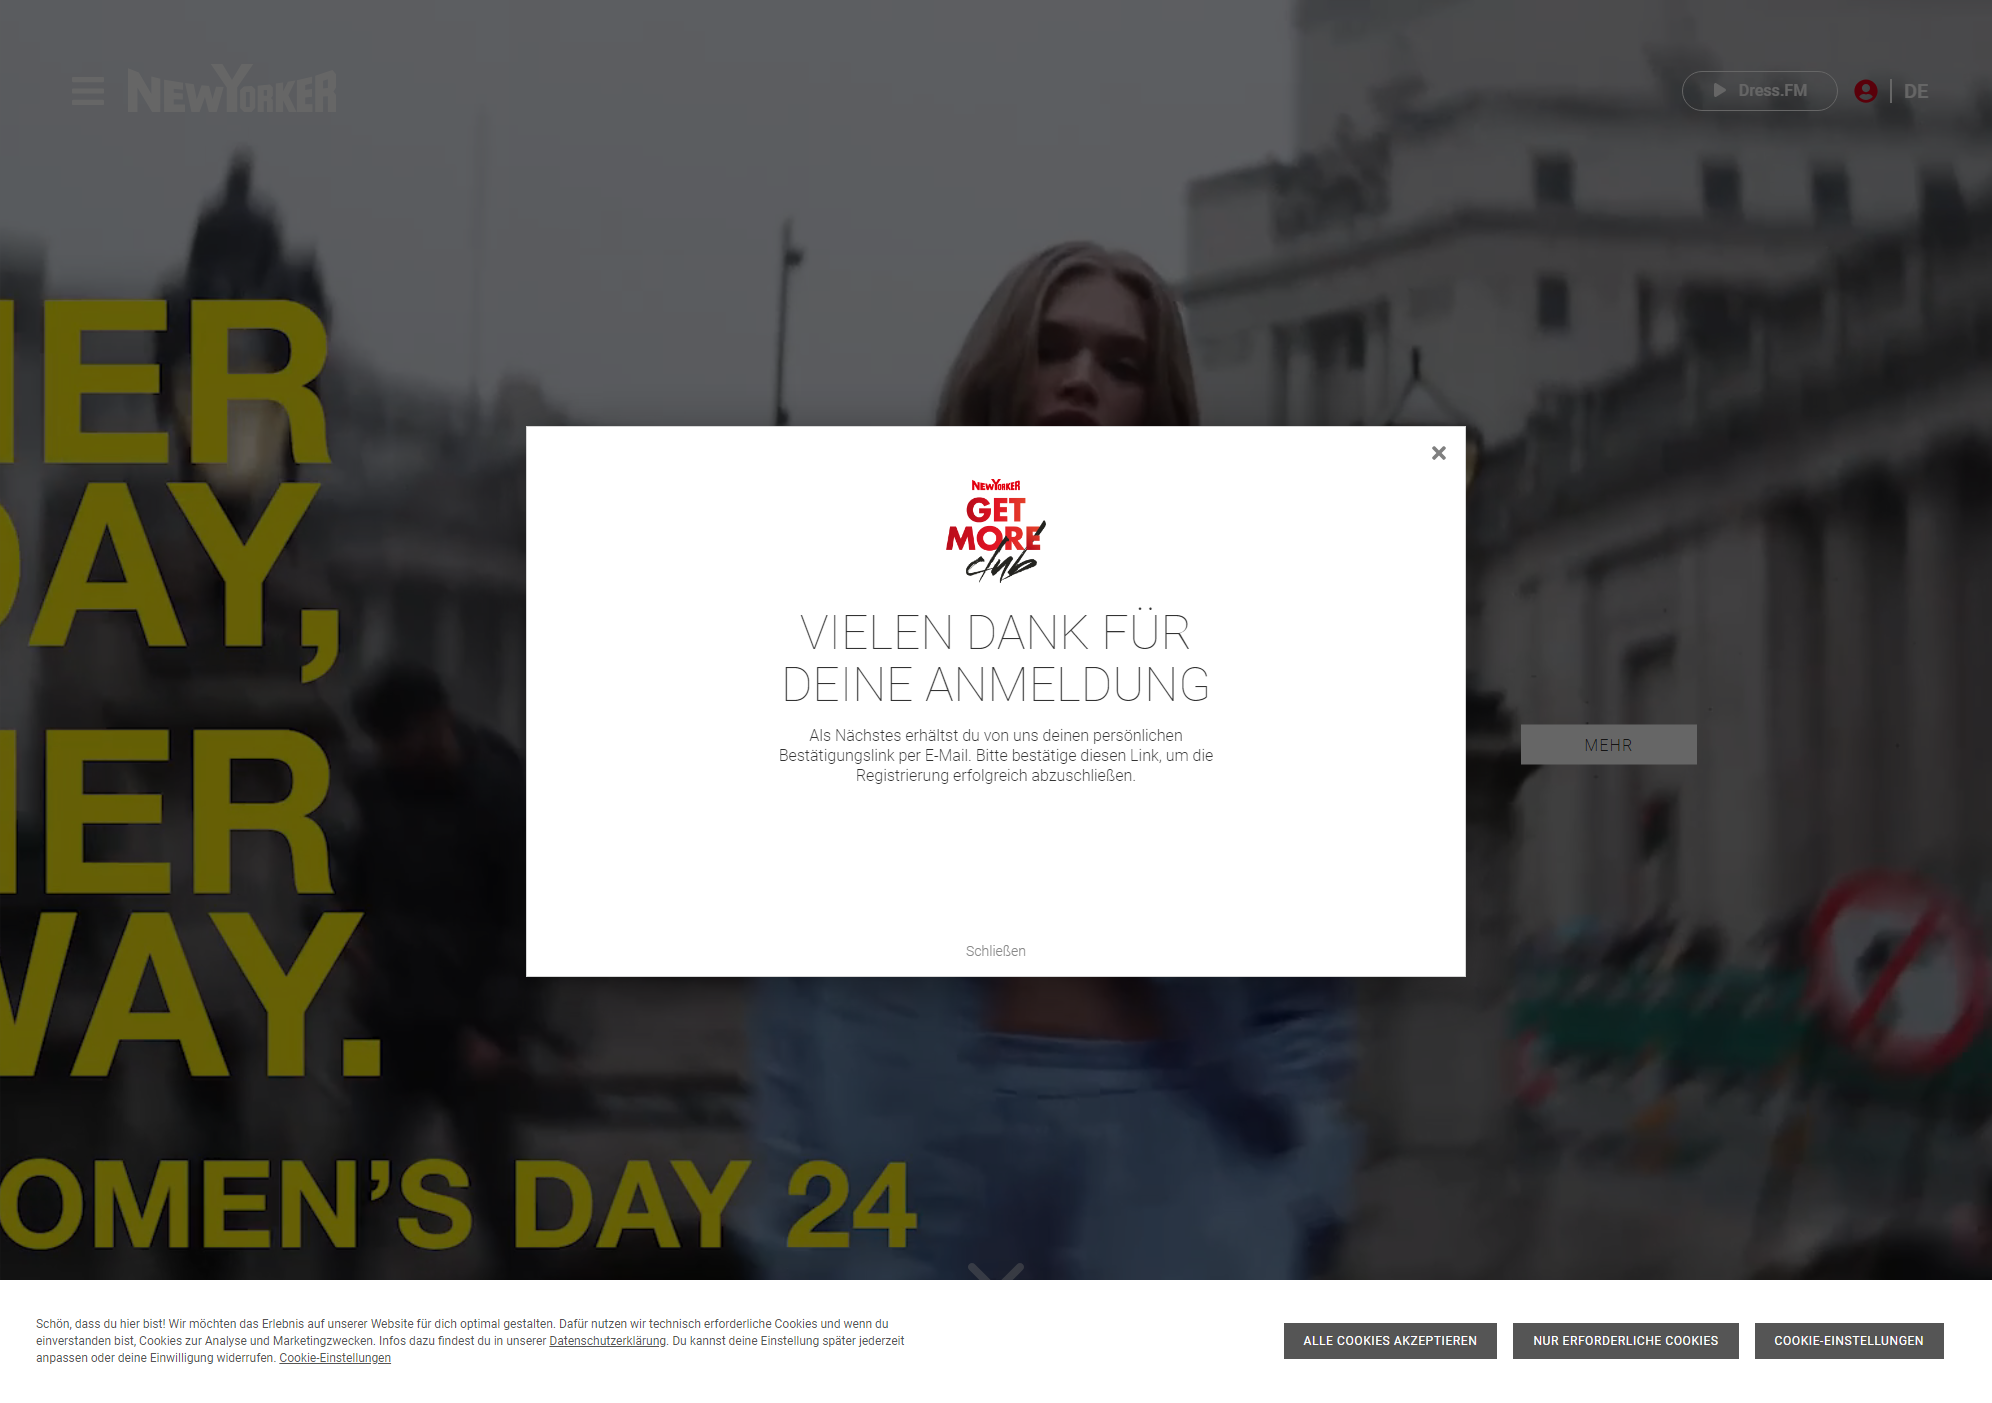 NEWYORKER
Dress.FM
DE
HER
DAY,
HER
WAY.
WOMEN'S DAY 24
NEWYORKER
GET
MORE
club
VIELEN DANK FÜR
DEINE ANMELDUNG
Als Nächstes erhältst du von uns deinen persönlichen
Bestätigungslink per E-Mail. Bitte bestätige diesen Link, um die
Registrierung erfolgreich abzuschließen.
Schließen
MEHR
Schön, dass du hier bist! Wir möchten das Erlebnis auf unserer Website für dich optimal gestalten. Dafür nutzen wir technisch erforderliche Cookies und wenn du
einverstanden bist, Cookies zur Analyse und Marketingzwecken. Infos dazu findest du in unserer Datenschutzerklärung. Du kannst deine Einstellung später jederzeit
anpassen oder deine Einwilligung widerrufen. Cookie-Einstellungen
ALLE COOKIES AKZEPTIEREN
NUR ERFORDERLICHE COOKIES
COOKIE-EINSTELLUNGEN